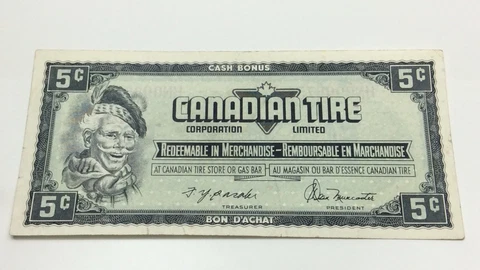 CASH BONUS
5¢ 5¢
CANADIAN TIRE
CORPORATION LIMITED
REDEEMABLE IN MERCHANDISE – REMBOURSABLE EN MARCHANDISE
AT CANADIAN TIRE STORE OR GAS BAR AU MAGASIN OU BAR D'ESSENCE CANADIAN TIRE
TREASURER PRESIDENT
5¢ 5¢
BON D'ACHAT